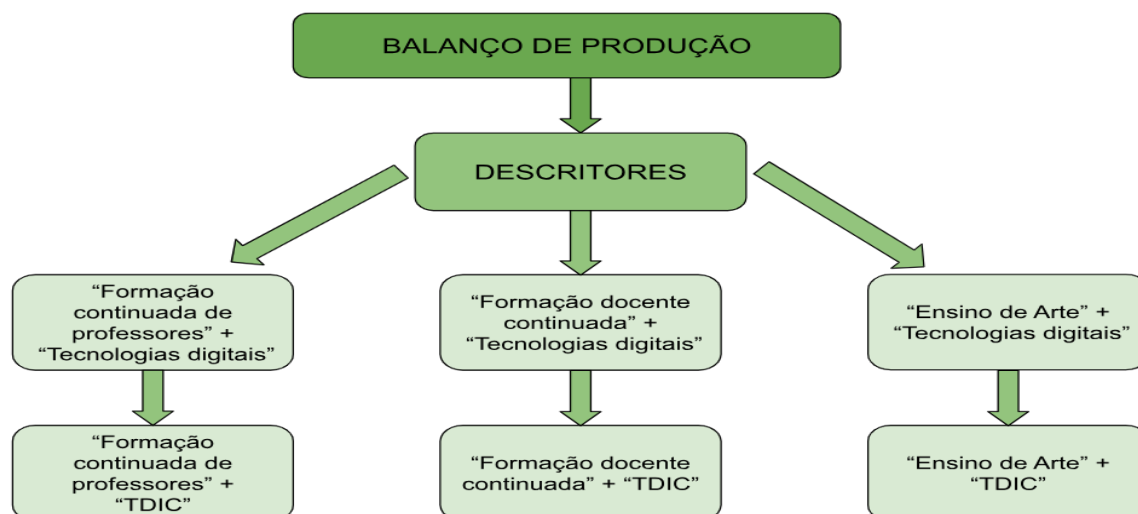 BALANÇO DE PRODUÇÃO
DESCRITORES
“Formação
continuada de
professores” +
“Tecnologias digitais”
“Formação docente
continuada” +
“Tecnologias digitais”
“Ensino de Arte” +
“Tecnologias digitais”
“Formação
continuada de
professores” +
“TDIC”
“Formação docente
continuada” + “TDIC”
“Ensino de Arte” +
“TDIC”